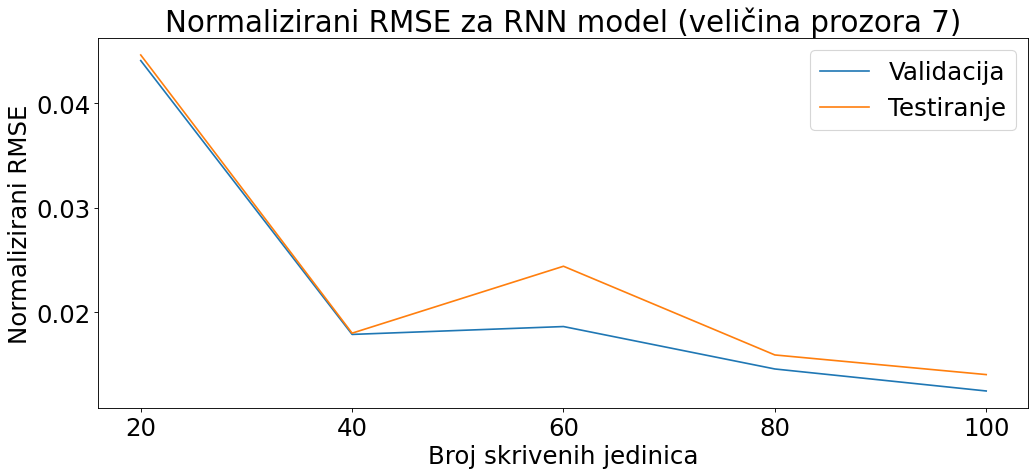 Normalizirani RMSE za RNN model (veličina prozora 7)
Validacija
Testiranje
Normalizirani RMSE
0.04
0.03
0.02
20 40 60 80 100
Broj skrivenih jedinica